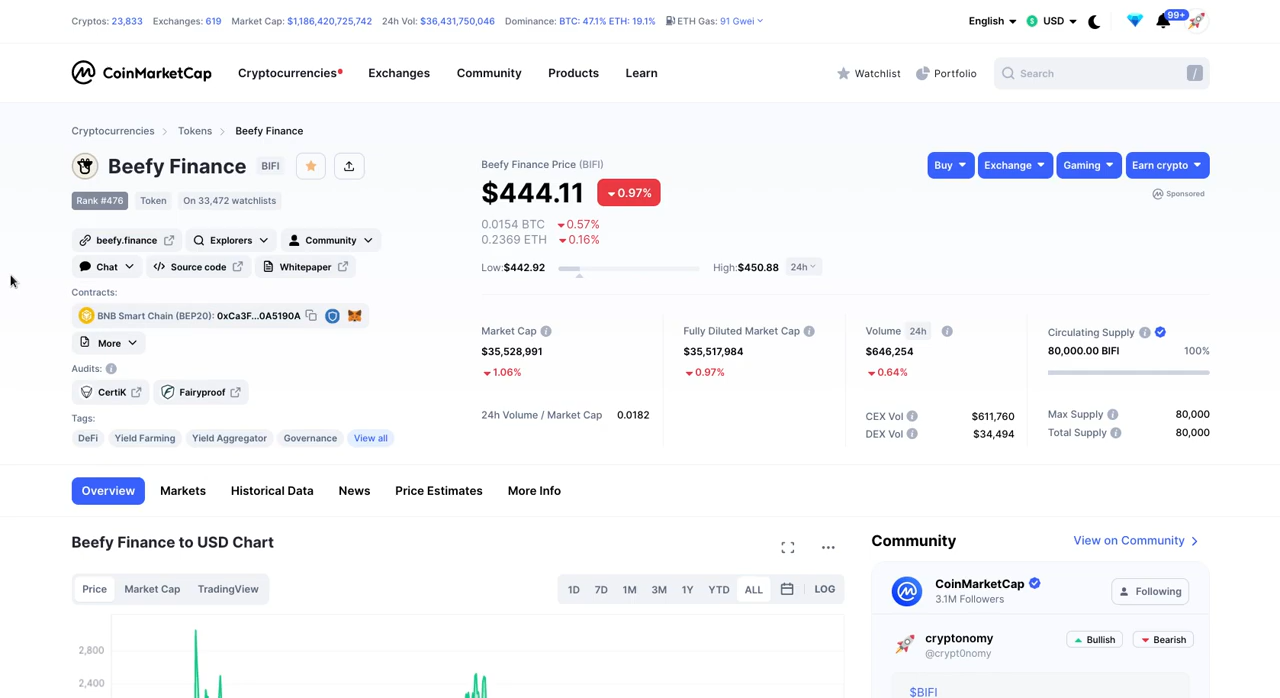 Cryptos: 23,833 Exchanges: 619 Market Cap: $1,186,420,725,742 24h Vol: $36,431,750,046 Dominance: BTC: 47.1% ETH: 19.1% ETH Gas: 91 Gwei English USD 99+
CoinMarketCap Cryptocurrencies Exchanges Community Products Learn Watchlist Portfolio Search /
Cryptocurrencies Tokens Beefy Finance
Beefy Finance BIFI
Rank #476 Token On 33,472 watchlists
beefy.finance Explorers Community
Chat Source code Whitepaper
Contracts:
BNB Smart Chain (BEP20): 0xCa3F...0A5190A
More
Audits:
CertiK Fairyproof
Tags:
DeFi Yield Farming Yield Aggregator Governance View all
Beefy Finance Price (BIFI)
$444.11 0.97%
0.0154 BTC 0.57%
0.2369 ETH 0.16%
Low:$442.92 High:$450.88 24h
Buy Exchange Gaming Earn crypto
Sponsored
Market Cap
$35,528,991
1.06%
24h Volume / Market Cap 0.0182
Fully Diluted Market Cap
$35,517,984
0.97%
Volume 24h
$646,254
0.64%
CEX Vol $611,760
DEX Vol $34,494
Circulating Supply
80,000.00 BIFI 100%
Max Supply 80,000
Total Supply 80,000
Overview Markets Historical Data News Price Estimates More Info
Beefy Finance to USD Chart
Price Market Cap TradingView 1D 7D 1M 3M 1Y YTD ALL LOG
2,800
2,400
Community View on Community
CoinMarketCap
3.1M Followers
Following
cryptonomy
@crypt0nomy
Bullish Bearish
$BIFI